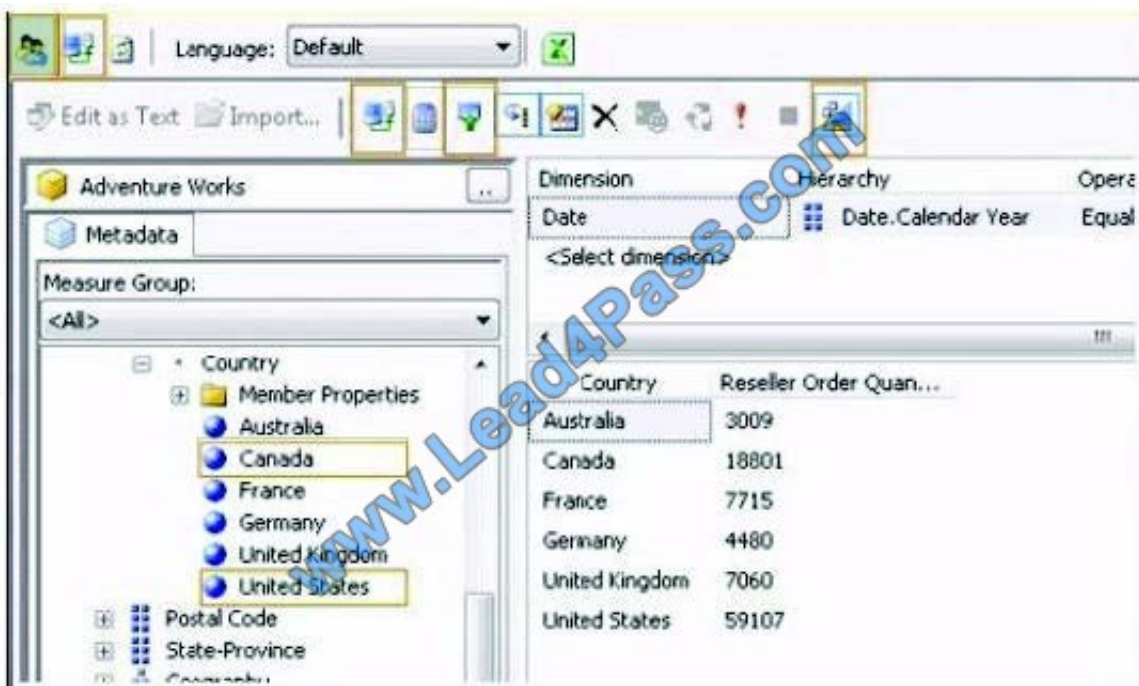 Language: Default
Edit as Text Import...
Adventure Works ..
Metadata
Measure Group:
<All>
Country
Member Properties
Australia
Canada
France
Germany
United Kingdom
United States
Postal Code
State-Province
Geography
Dimension Hierarchy Opera
Date Date.Calendar Year Equal
<Select dimension>
Country Reseller Order Quan...
Australia 3009
Canada 18801
France 7715
Germany 4480
United Kingdom 7060
United States 59107
www.Lead4Pass.com